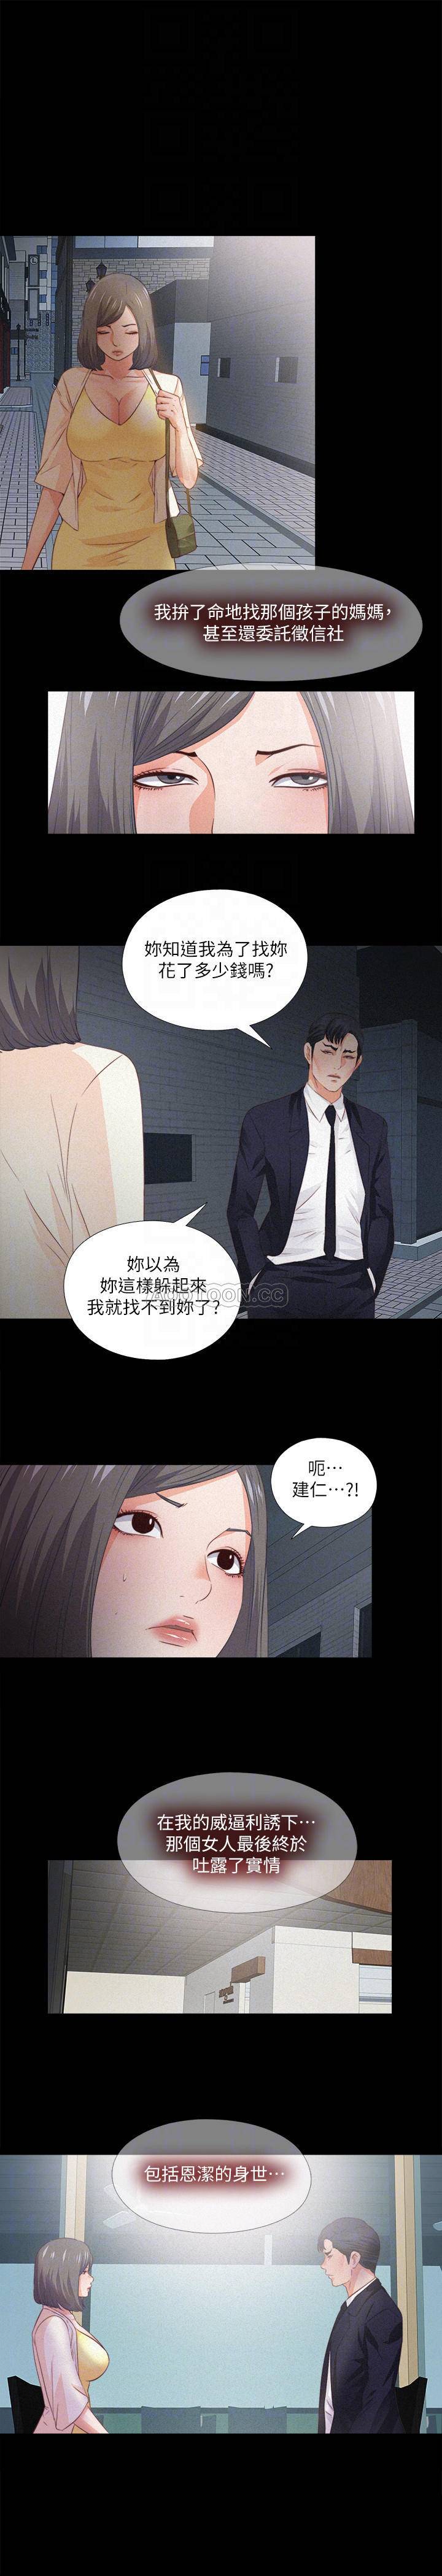 我拚了命地找那個孩子的媽媽，
甚至還委託徵信社
妳知道我為了找妳
花了多少錢嗎?
妳以為
妳這樣躲起來
我就找不到妳了?
呃⋯
建仁⋯?!
在我的威逼利誘下⋯
那個女人最後終於
吐露了實情
包括恩潔的身世⋯